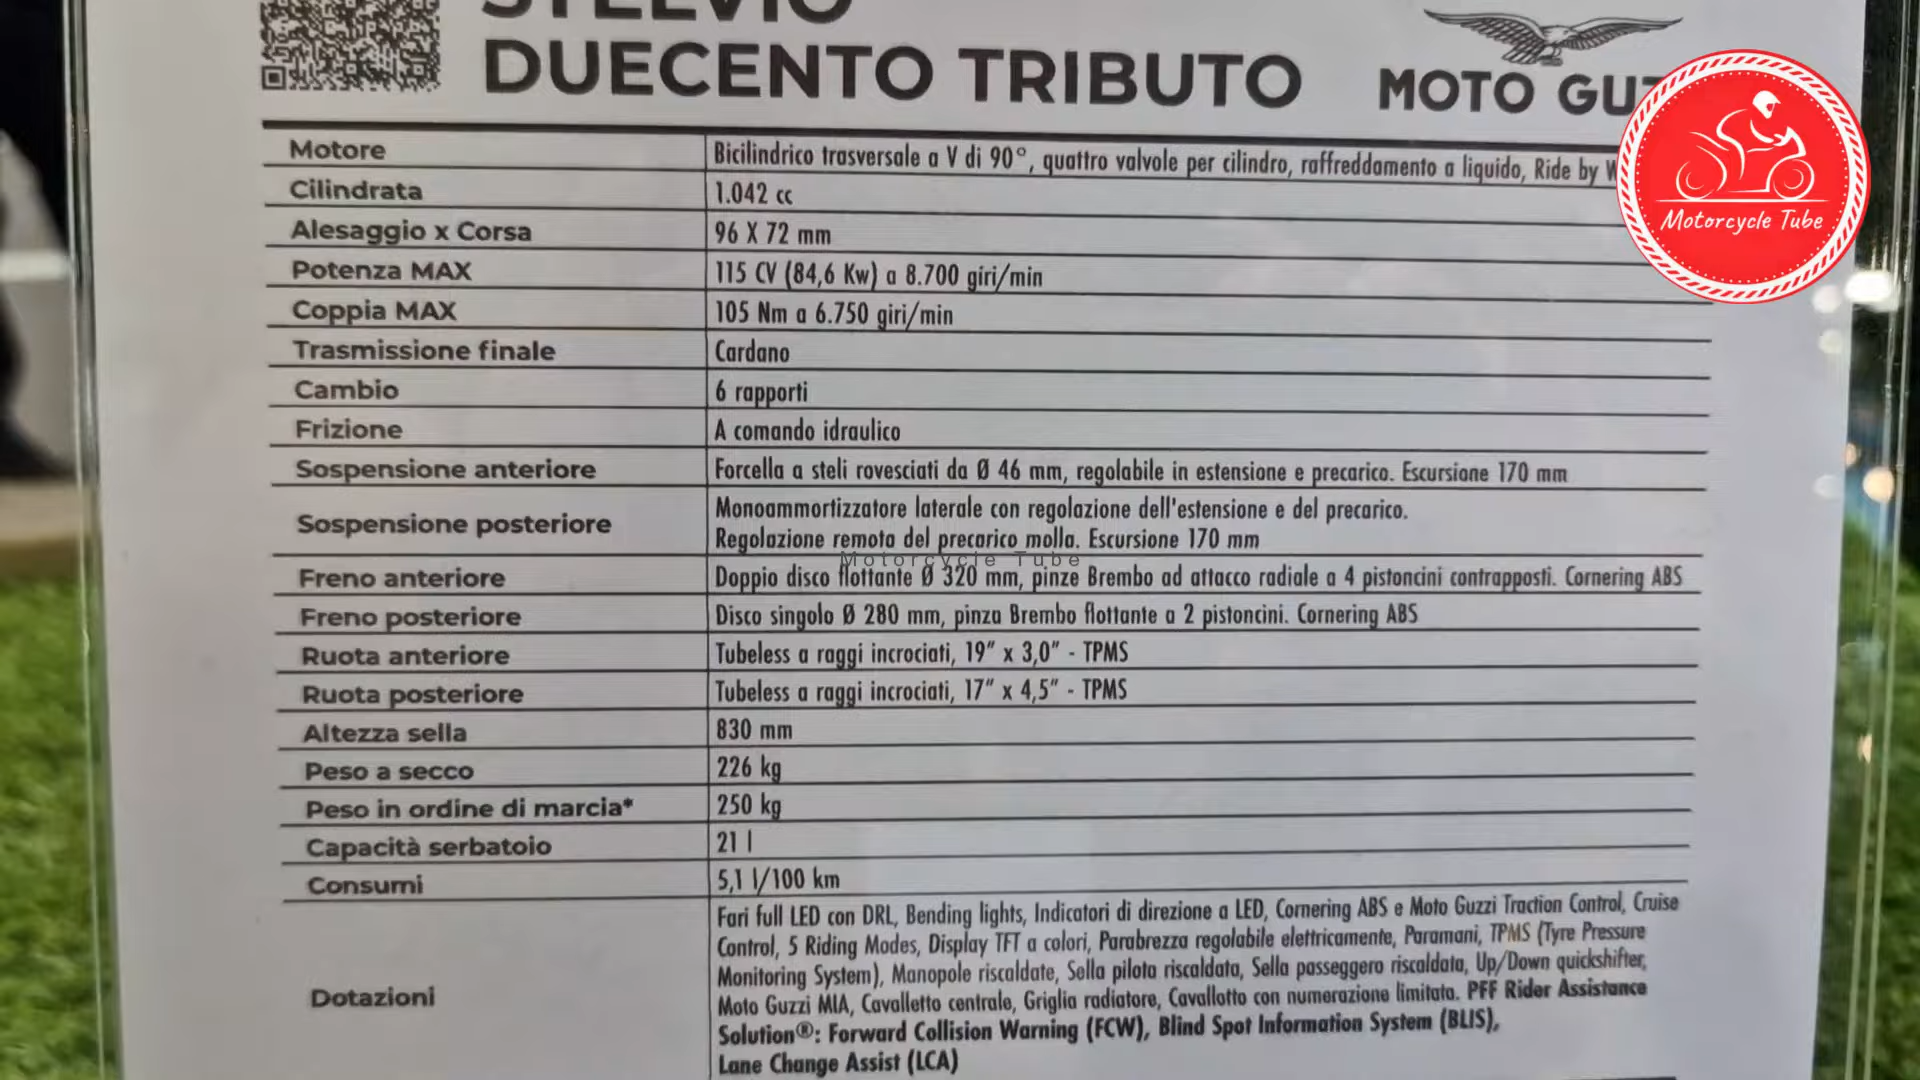 STELVIO
DUECENTO TRIBUTO
MOTO
Motorcycle Tube
Motore Bicilindrico trasversale a V di 90°, quattro valvole per cilindro, raffreddamento a liquido, Ride by
Cilindrata 1.042 cc
Alesaggio x Corsa 96 X 72 mm
Potenza MAX 115 CV (84,6 Kw) a 8.700 giri/min
Coppia MAX 105 Nm a 6.750 giri/min
Trasmissione finale Cardano
Cambio 6 rapporti
Frizione A comando idraulico
Sospensione anteriore Forcella a steli rovesciati da Ø 46 mm, regolabile in estensione e precarico. Escursione 170 mm
Sospensione posteriore Monoammortizzatore laterale con regolazione dell'estensione e del precarico.
Regolazione remota del precarico molla. Escursione 170 mm
Motorcycle Tube
Freno anteriore Doppio disco flottante Ø 320 mm, pinze Brembo ad attacco radiale a 4 pistoncini contrapposti. Cornering ABS
Freno posteriore Disco singolo Ø 280 mm, pinza Brembo flottante a 2 pistoncini. Cornering ABS
Ruota anteriore Tubeless a raggi incrociati, 19” x 3,0” - TPMS
Ruota posteriore Tubeless a raggi incrociati, 17” x 4,5” - TPMS
Altezza sella 830 mm
Peso a secco 226 kg
Peso in ordine di marcia* 250 kg
Capacità serbatoio 21 l
Consumi 5,1 l/100 km
Dotazioni Fari full LED con DRL, Bending lights, Indicatori di direzione a LED, Cornering ABS e Moto Guzzi Traction Control, Cruise
Control, 5 Riding Modes, Display TFT a colori, Parabrezza regolabile elettricamente, Paramani, TPMS (Tyre Pressure
Monitoring System), Manopole riscaldate, Sella pilota riscaldata, Sella passeggero riscaldata, Up/Down quickshifter,
Moto Guzzi MIA, Cavalletto centrale, Griglia radiatore, Cavallotto con numerazione limitata. PFF Rider Assistance
Solution®: Forward Collision Warning (FCW), Blind Spot Information System (BLIS),
Lane Change Assist (LCA)